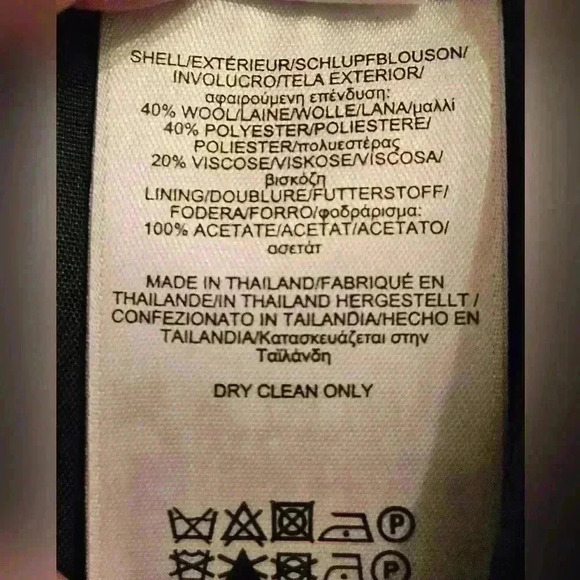 SHELL/EXTÉRIEUR/SCHLUPFBLOUSON/
INVOLUCRO/TELA EXTERIOR/
αφαιρούμενη επένδυση:
40% WOOL/LAINE/WOLLE/LANA/μαλλί
40% POLYESTER/POLIESTERE/
POLIESTER/πολυεστέρας
20% VISCOSE/VISKOSE/VISCOSA/
βισκόζη
LINING/DOUBLURE/FUTTERSTOFF/
FODERA/FORRO/φοδράρισμα:
100% ACETATE/ACETAT/ACETATO/
ασετάτ
MADE IN THAILAND/FABRIQUÉ EN
THAILANDE/IN THAILAND HERGESTELLT /
CONFEZIONATO IN TAILANDIA/HECHO EN
TAILANDIA/Κατασκευάζεται στην
Ταϊλάνδη
DRY CLEAN ONLY
P
P